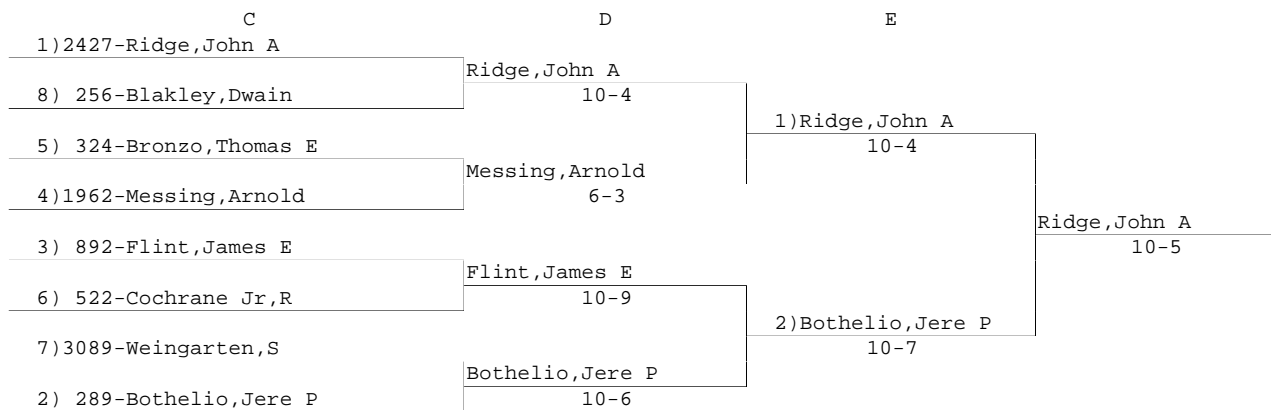 C D E
1)2427-Ridge,John A
Ridge,John A
8) 256-Blakley,Dwain 10-4
1)Ridge,John A
5) 324-Bronzo,Thomas E 10-4
Messing,Arnold
4)1962-Messing,Arnold 6-3
Ridge,John A
3) 892-Flint,James E 10-5
Flint,James E
6) 522-Cochrane Jr,R 10-9
2)Bothelio,Jere P
7)3089-Weingarten,S 10-7
Bothelio,Jere P
2) 289-Bothelio,Jere P 10-6